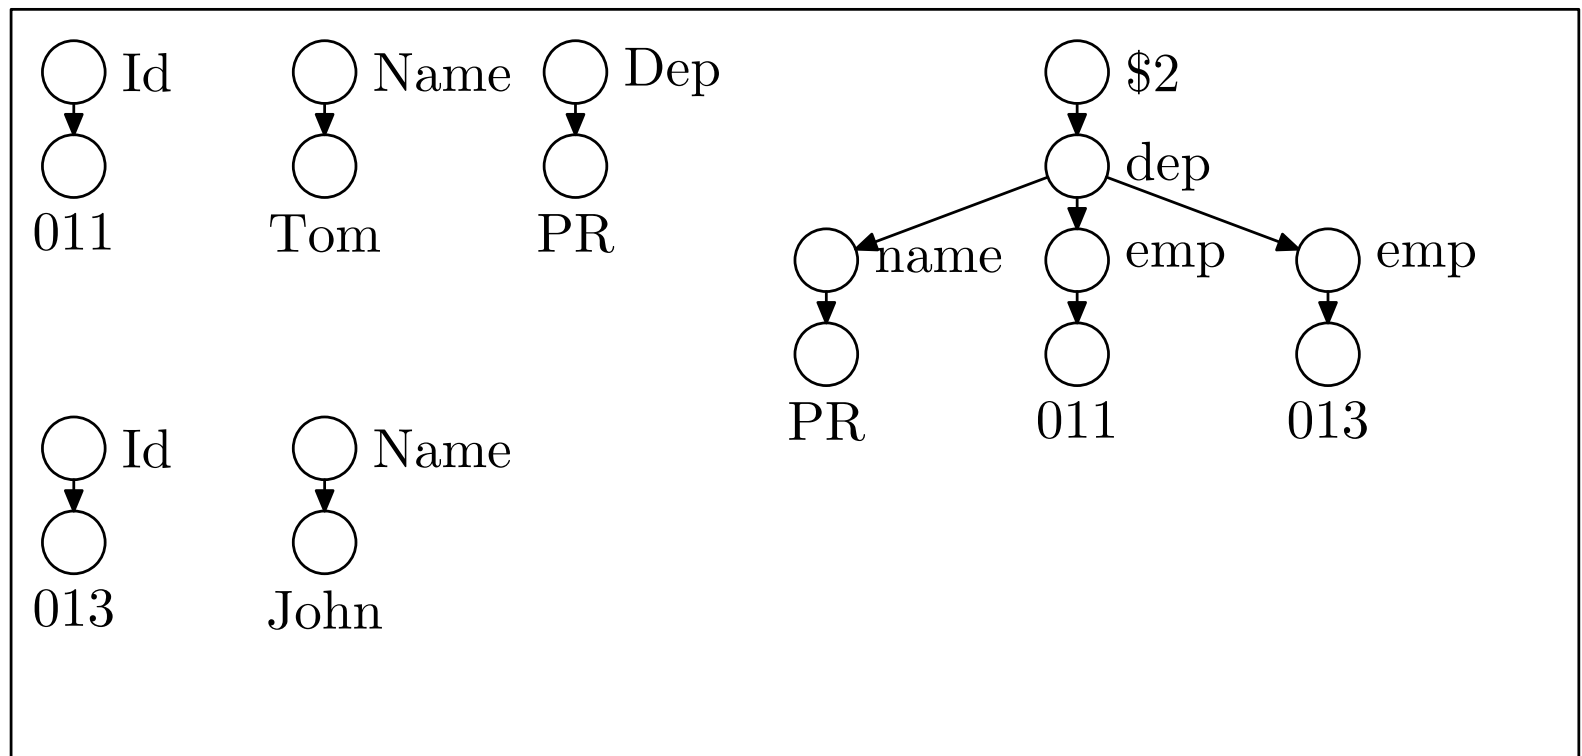 Id Name Dep $2
dep
011 Tom PR
name emp emp
PR 011 013
Id Name
013 John